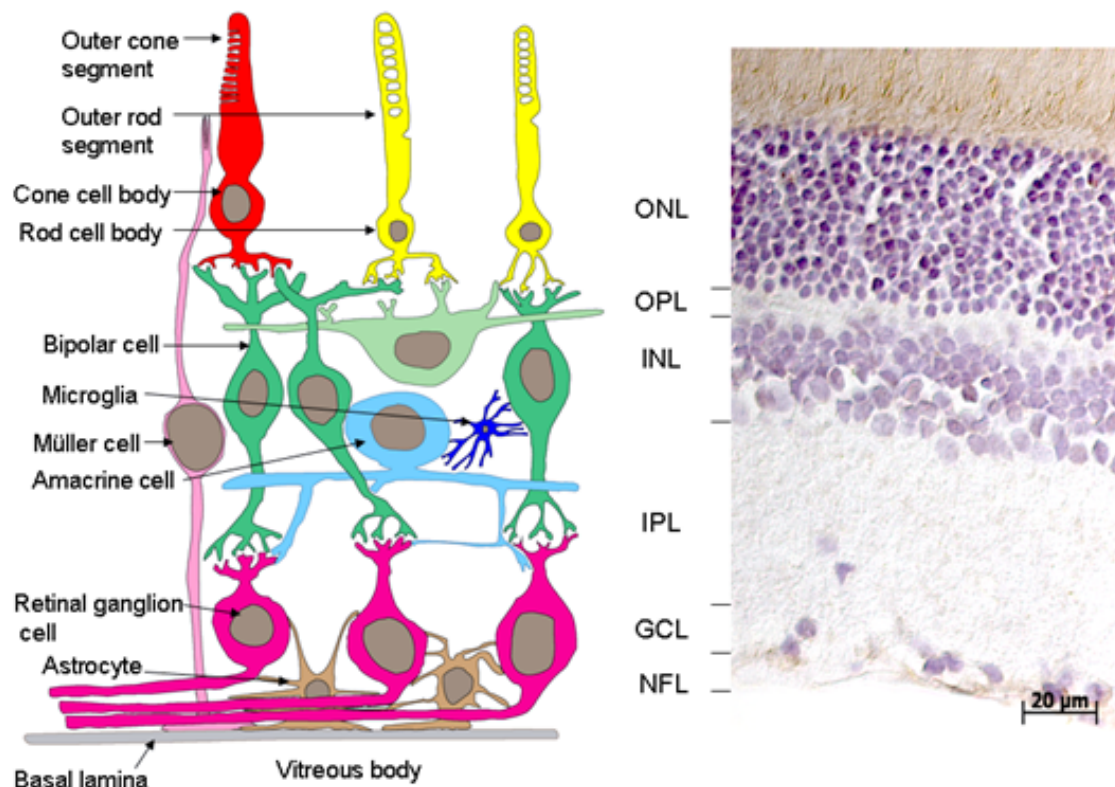 Outer cone
segment
Outer rod
segment
Cone cell body
Rod cell body
Bipolar cell
Microglia
Müller cell
Amacrine cell
Retinal ganglion
cell
Astrocyte
Basal lamina
Vitreous body
ONL
OPL
INL
IPL
GCL
NFL
20 µm